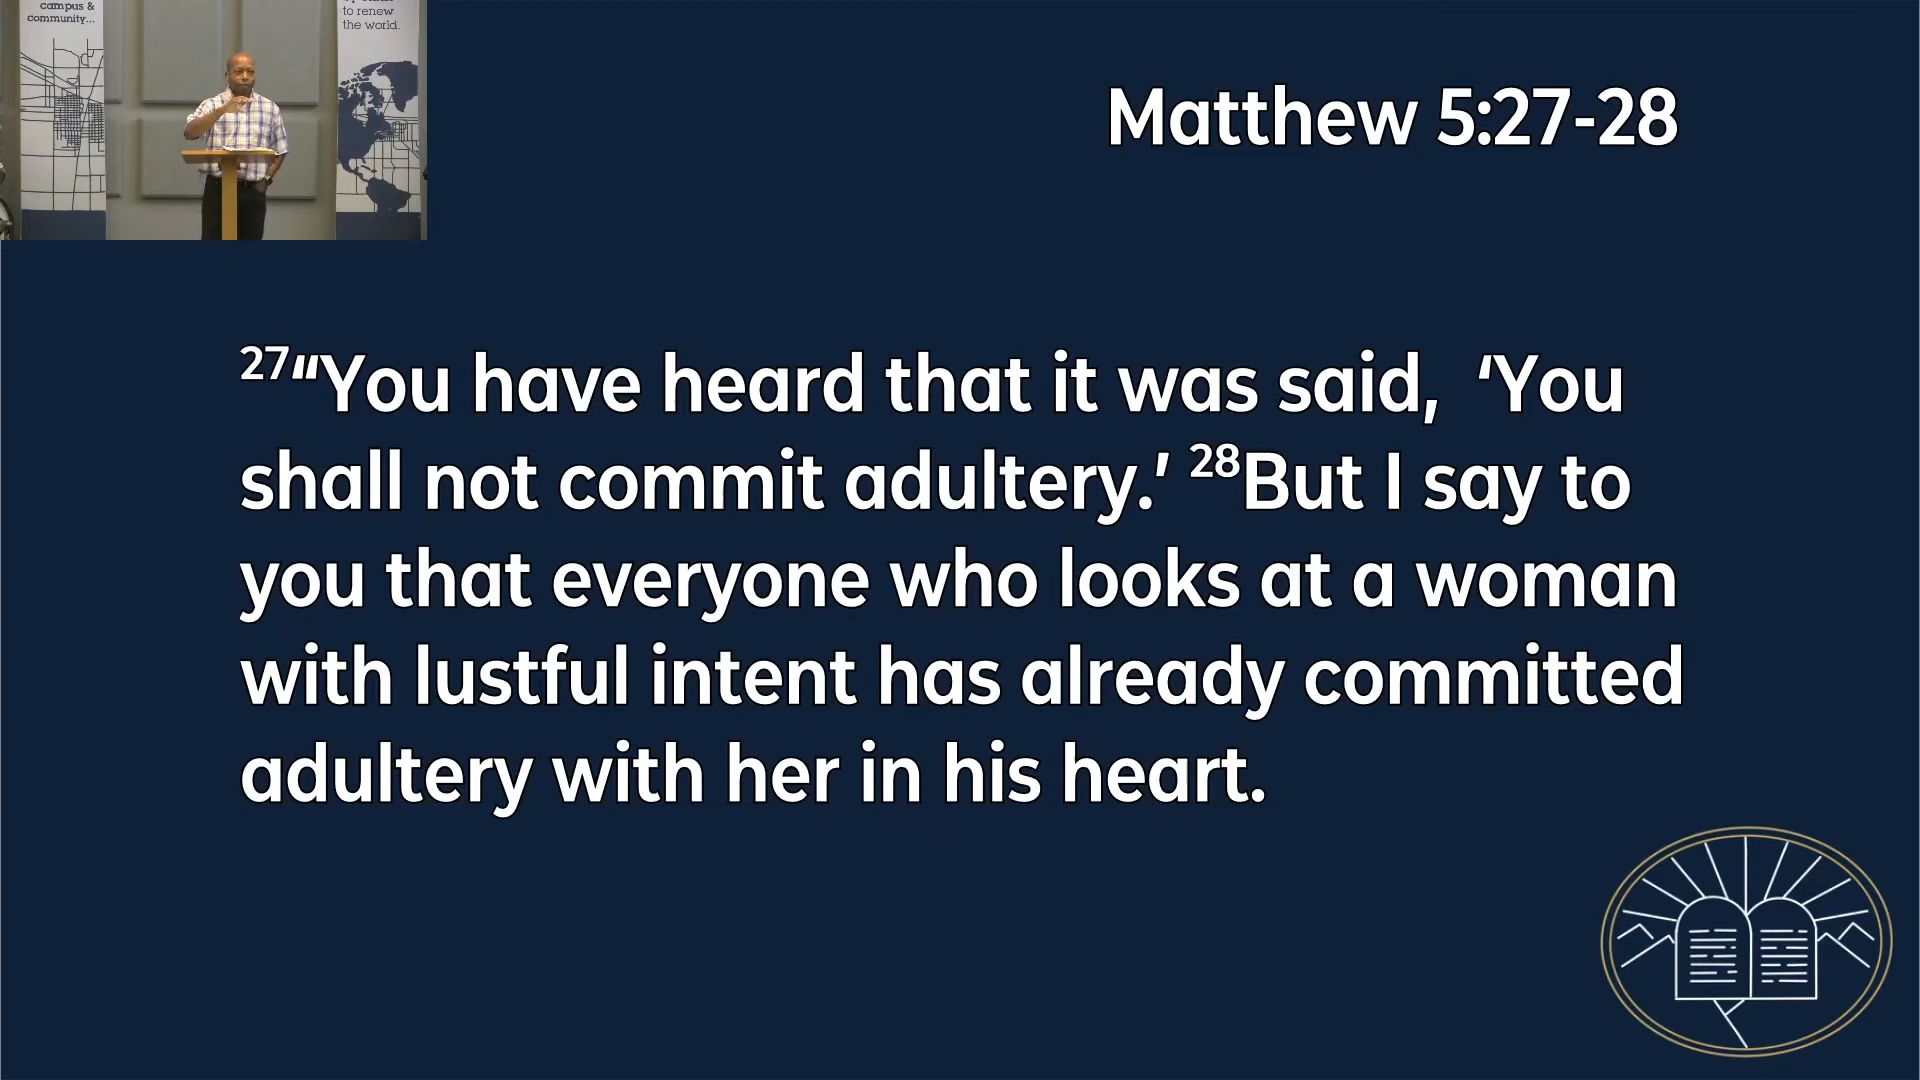 campus &
community...
to renew
the world.
Matthew 5:27-28
27"You have heard that it was said,  'You
shall not commit adultery.' 28But I say to
you that everyone who looks at a woman
with lustful intent has already committed
adultery with her in his heart.